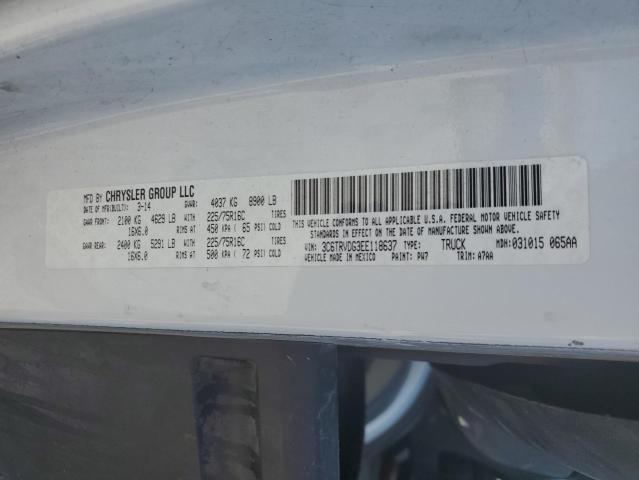 MFD BY CHRYSLER GROUP LLC
DATE OF MFR(BUILT): 3-14 GVWR: 4037 KG 8900 LB
GAWR FRONT: 2100 KG 4629 LB WITH 225/75R16C TIRES
16X6.0 RIMS AT 450 KPA ( 65 PSI) COLD
GAWR REAR: 2400 KG 5291 LB WITH 225/75R16C TIRES
16X6.0 RIMS AT 500 KPA ( 72 PSI) COLD
THIS VEHICLE CONFORMS TO ALL APPLICABLE U.S.A. FEDERAL MOTOR VEHICLE SAFETY
STANDARDS IN EFFECT ON THE DATE OF MANUFACTURE SHOWN ABOVE.
VIN: 3C6TRVDG3EE118637 TYPE: TRUCK MDH: 031015 065AA
VEHICLE MADE IN MEXICO PAINT: PW7 TRIM: A7AA